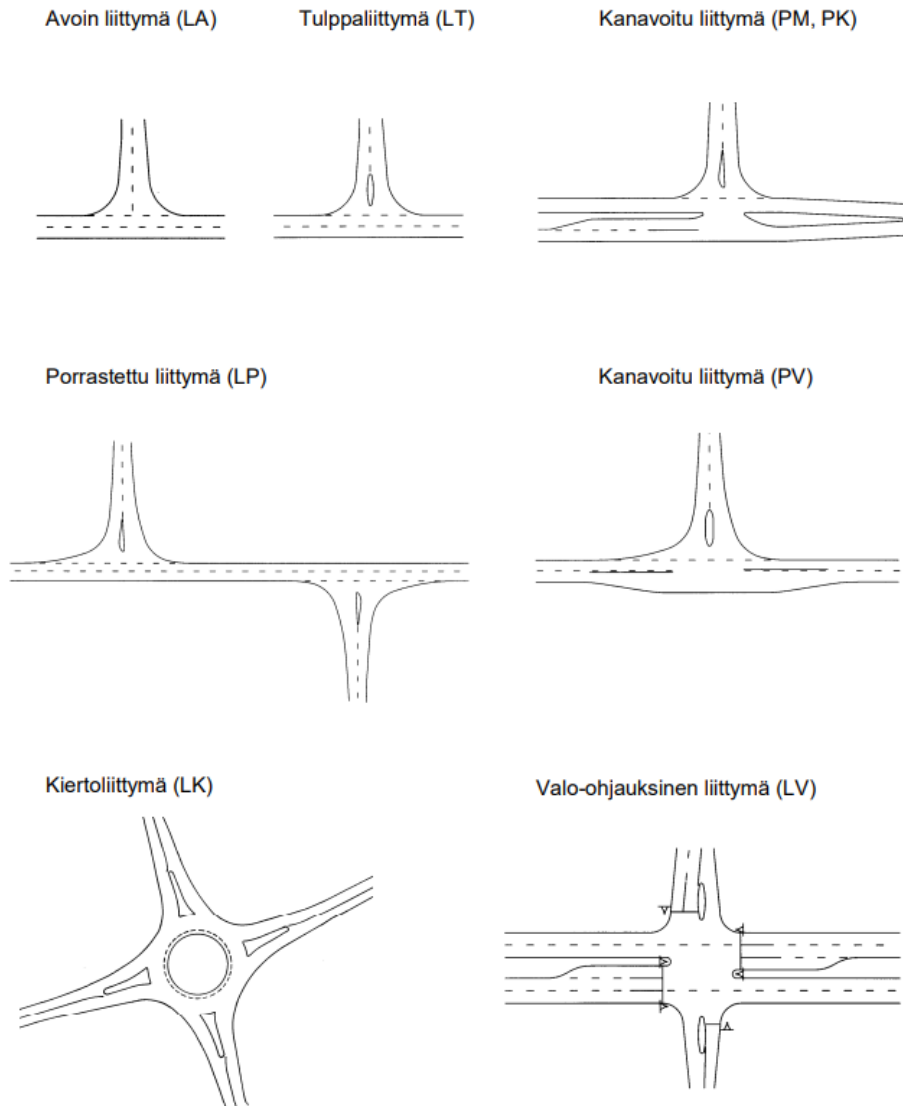 Avoin liittymä (LA)
Tulppaliittymä (LT)
Kanavoitu liittymä (PM, PK)
Porrastettu liittymä (LP)
Kanavoitu liittymä (PV)
Kiertoliittymä (LK)
Valo-ohjauksinen liittymä (LV)